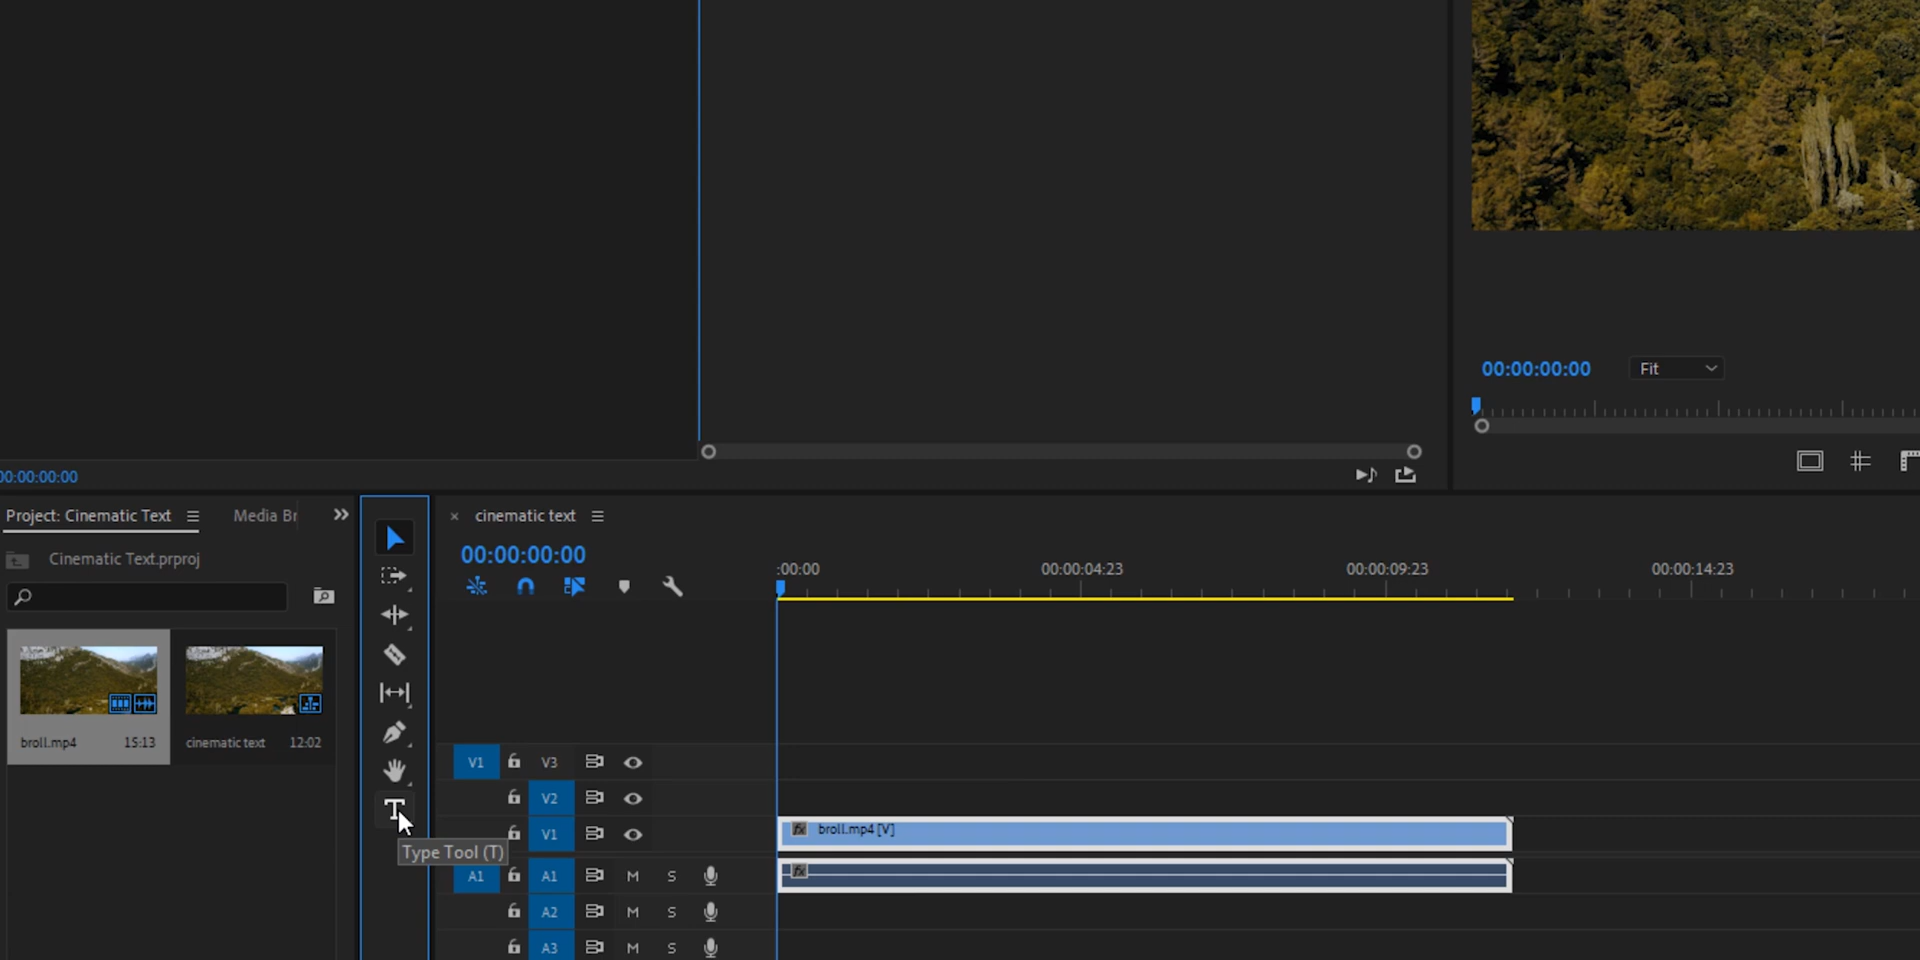 00:00:00:00
Fit
00:00:00:00
Project: Cinematic Text
Media Br
cinematic text
Cinematic Text.prproj
00:00:00:00
:00:00
00:00:04:23
00:00:09:23
00:00:14:23
broll.mp4
15:13
cinematic text
12:02
V1
V3
V2
V1
fx broll.mp4 [V]
Type Tool (T)
A1
A1
M
S
fx
A2
M
S
A3
M
S